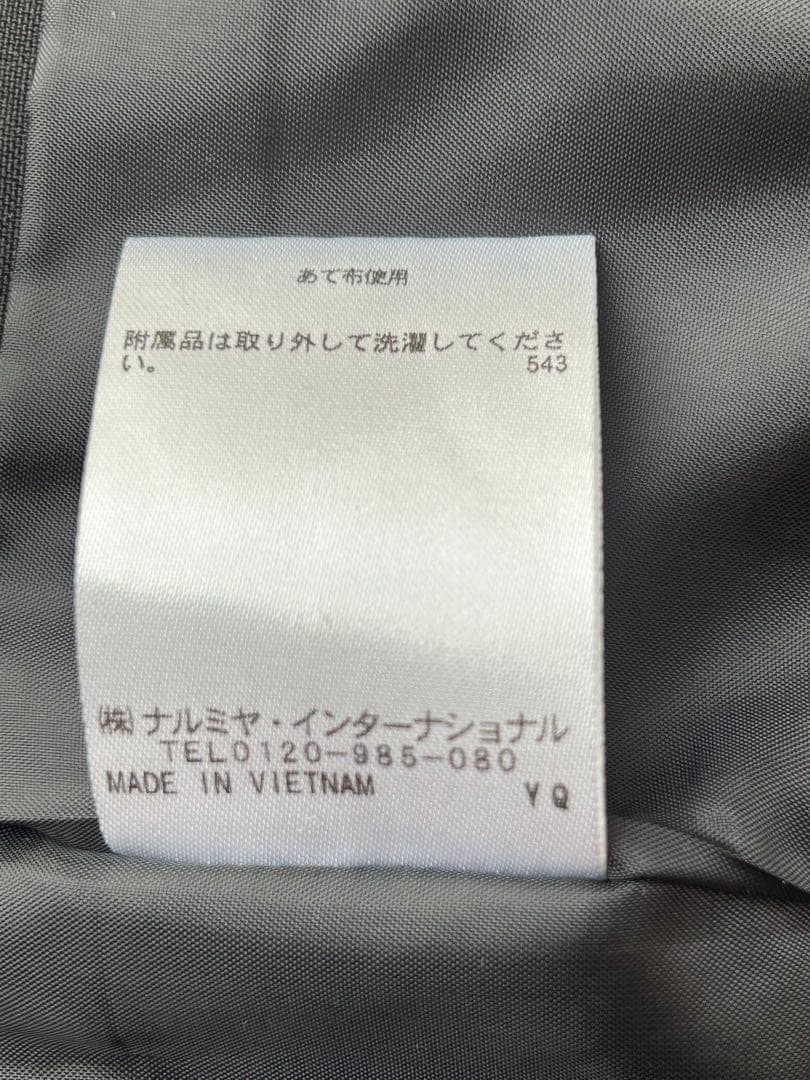 あて布使用
附属品は取り外して洗濯してくださ
い。 543
㈱ナルミヤ・インターナショナル
TEL0120-985-080
MADE IN VIETNAM YQ